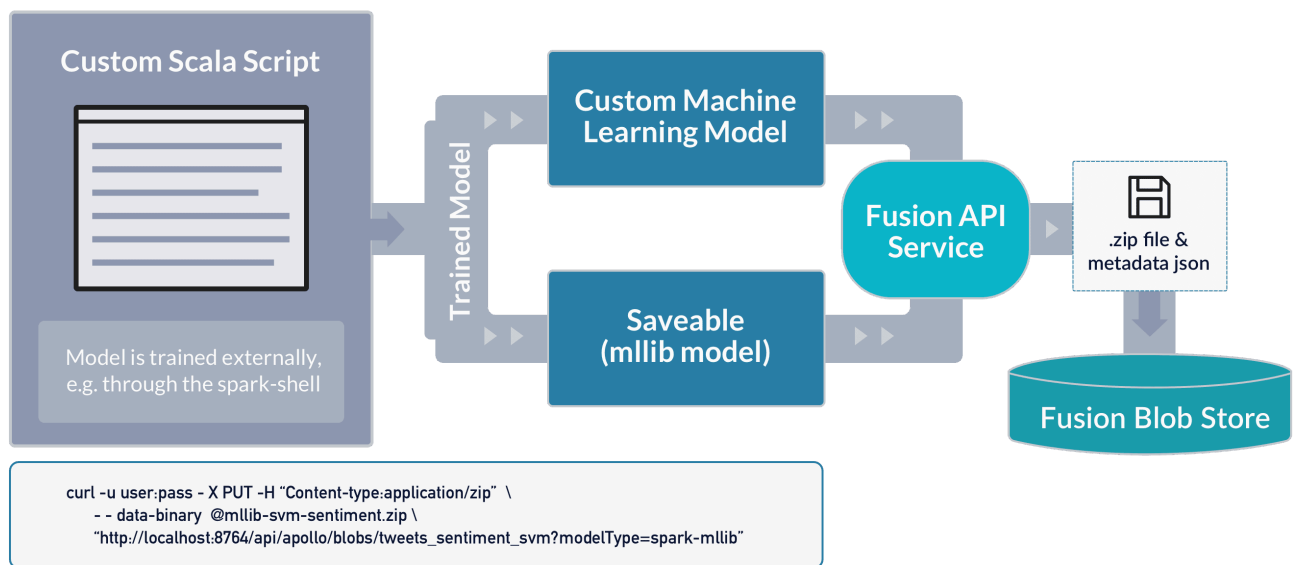 Custom Scala Script
Model is trained externally,
e.g. through the spark-shell
Trained Model
Custom Machine
Learning Model
Saveable
(mllib model)
Fusion API
Service
.zip file &
metadata json
Fusion Blob Store
curl -u user:pass - X PUT -H “Content-type:application/zip” \
- - data-binary @mllib-svm-sentiment.zip \
“http://localhost:8764/api/apollo/blobs/tweets_sentiment_svm?modelType=spark-mllib”